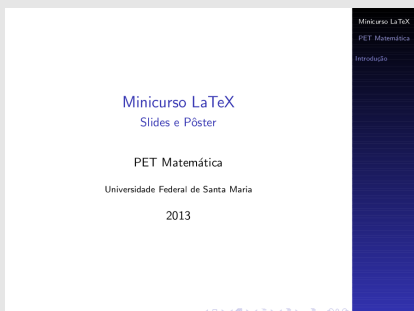 Minicurso LaTeX
Slides e Pôster
PET Matemática
Universidade Federal de Santa Maria
2013
Minicurso LaTeX
PET Matemática
Introdução